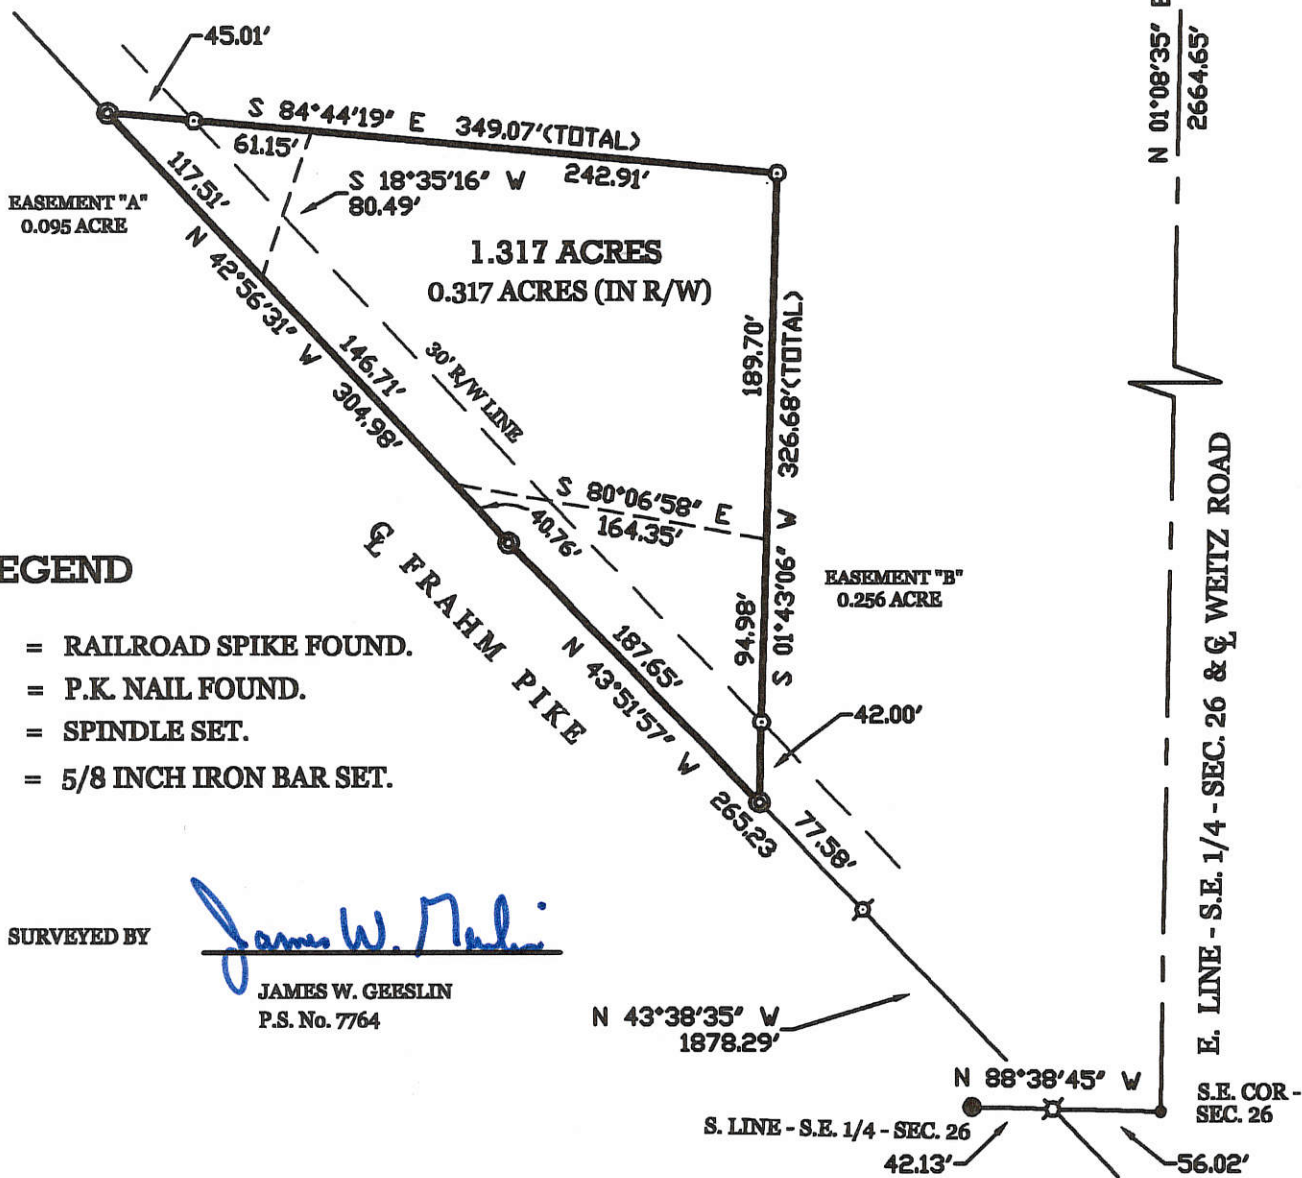 45.01'
S 84°44'19" E 349.07'(TOTAL)
61.15'
242.91'
S 18°35'16" W
80.49'
117.51'
EASEMENT "A"
0.095 ACRE
N 42°56'31" W 304.98'
146.71'
1.317 ACRES
0.317 ACRES (IN R/W)
30' R/W LINE
189.70'
S 01°43'06" W 326.68'(TOTAL)
94.98'
N 01°08'35"
2664.65'
S 80°06'58" E
164.35'
40.76'
EASEMENT "B"
0.256 ACRE
℄ FRAHM PIKE
187.65'
N 43°51'57" W 265.23
42.00'
77.58'
EGEND
= RAILROAD SPIKE FOUND.
= P.K. NAIL FOUND.
= SPINDLE SET.
= 5/8 INCH IRON BAR SET.
SURVEYED BY
James W. Geeslin
JAMES W. GEESLIN
P.S. No. 7764
N 43°38'35" W
1878.29'
E. LINE - S.E. 1/4 - SEC. 26 & ℄ WEITZ ROAD
N 88°38'45" W
S.E. COR -
SEC. 26
S. LINE - S.E. 1/4 - SEC. 26
42.13'
56.02'